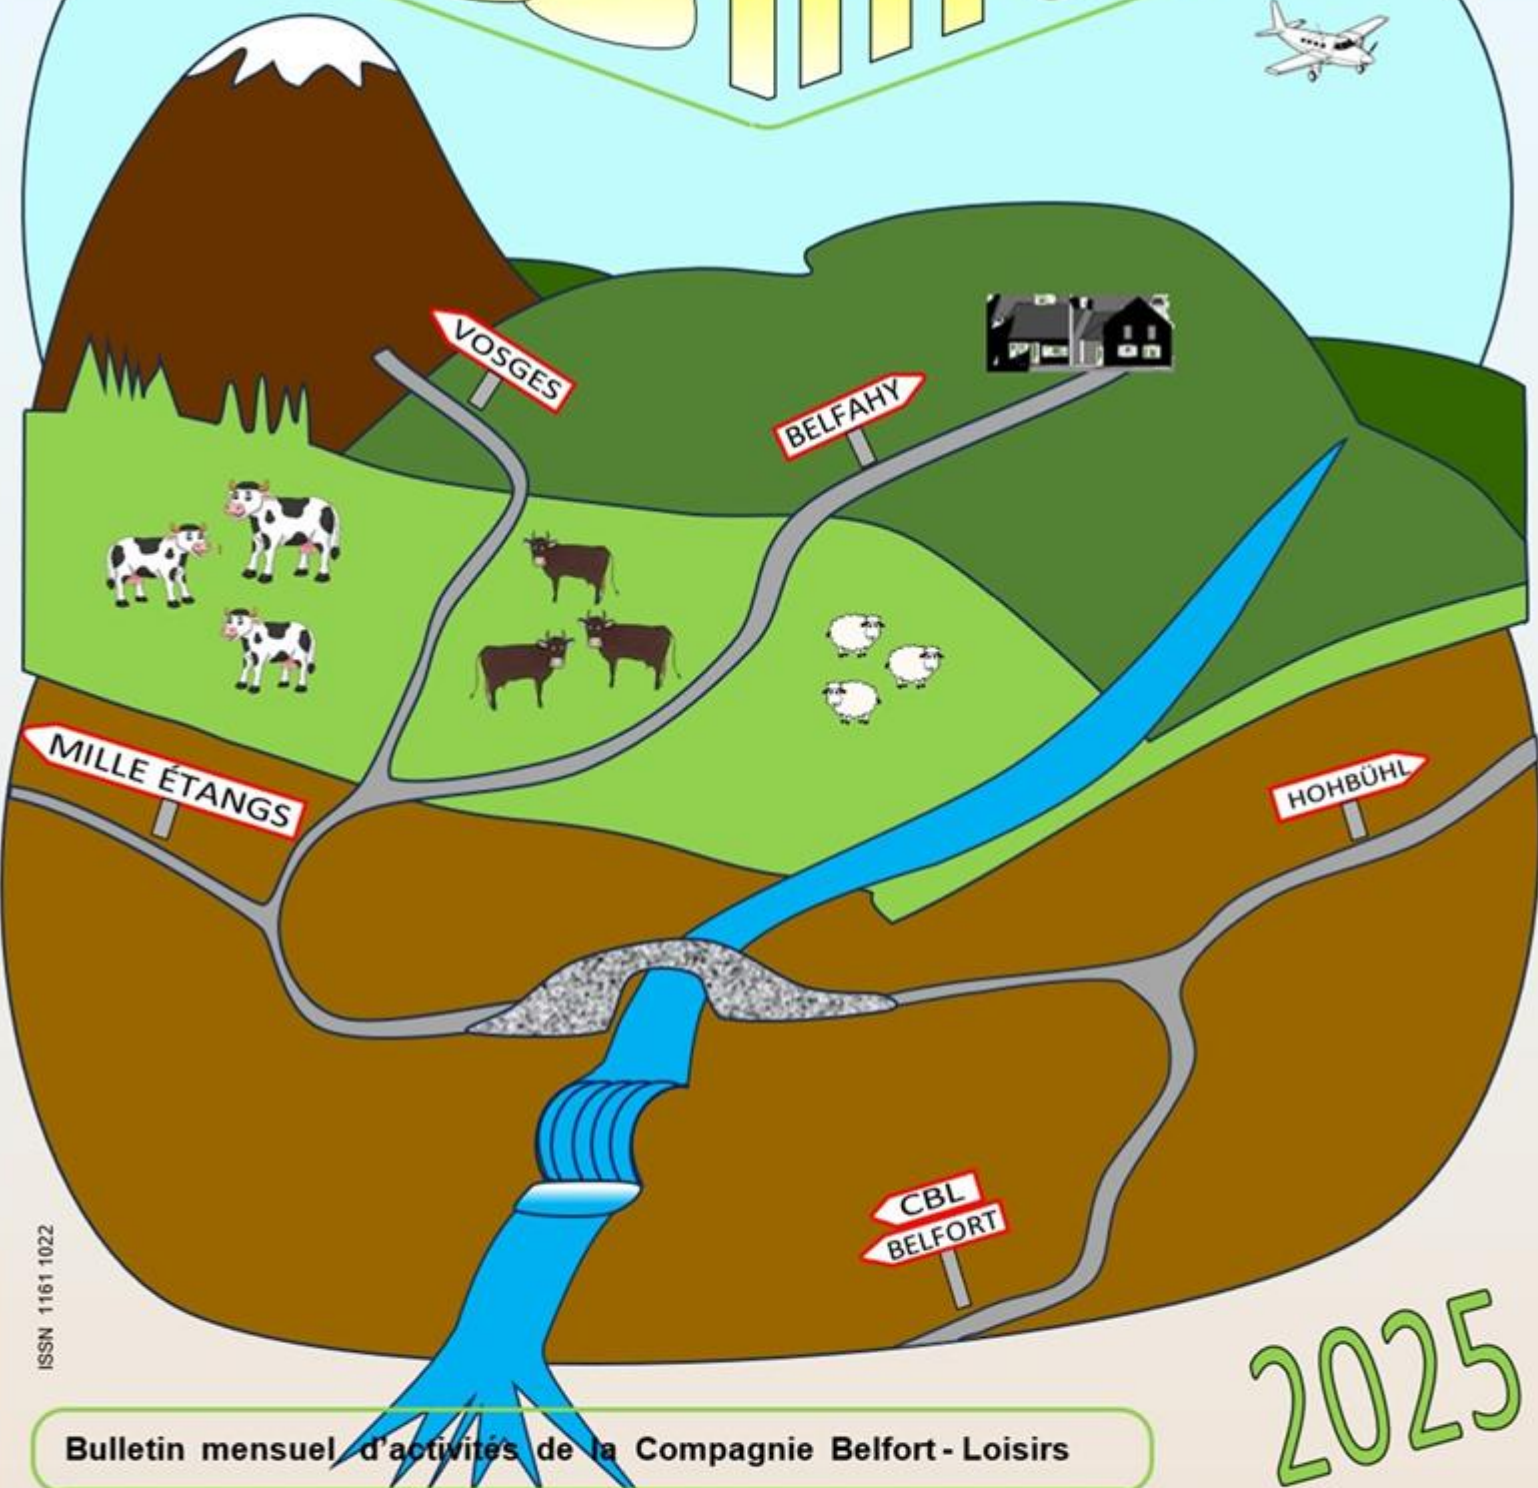 VOSGES
BELFAHY
MILLE ÉTANGS
HOHBÜHL
CBL
BELFORT
ISSN 1161 1022
2025
Bulletin mensuel d'activités de la Compagnie Belfort - Loisirs